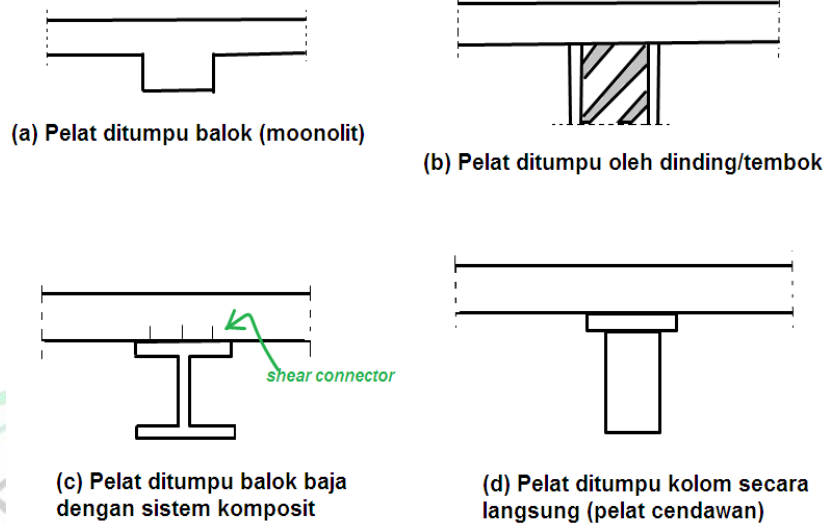 (a) Pelat ditumpu balok (moonolit)
(b) Pelat ditumpu oleh dinding/tembok
shear connector
(c) Pelat ditumpu balok baja
dengan sistem komposit
(d) Pelat ditumpu kolom secara
langsung (pelat cendawan)